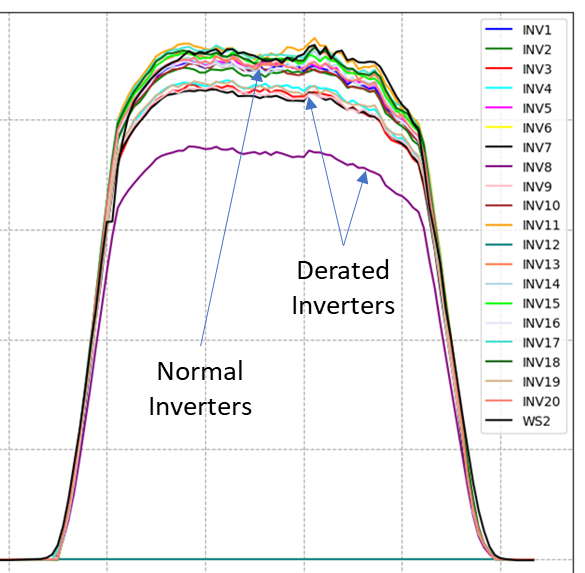 INV1
INV2
INV3
INV4
INV5
INV6
INV7
INV8
INV9
INV10
INV11
INV12
INV13
INV14
INV15
INV16
INV17
INV18
INV19
INV20
WS2
Derated
Inverters
Normal
Inverters